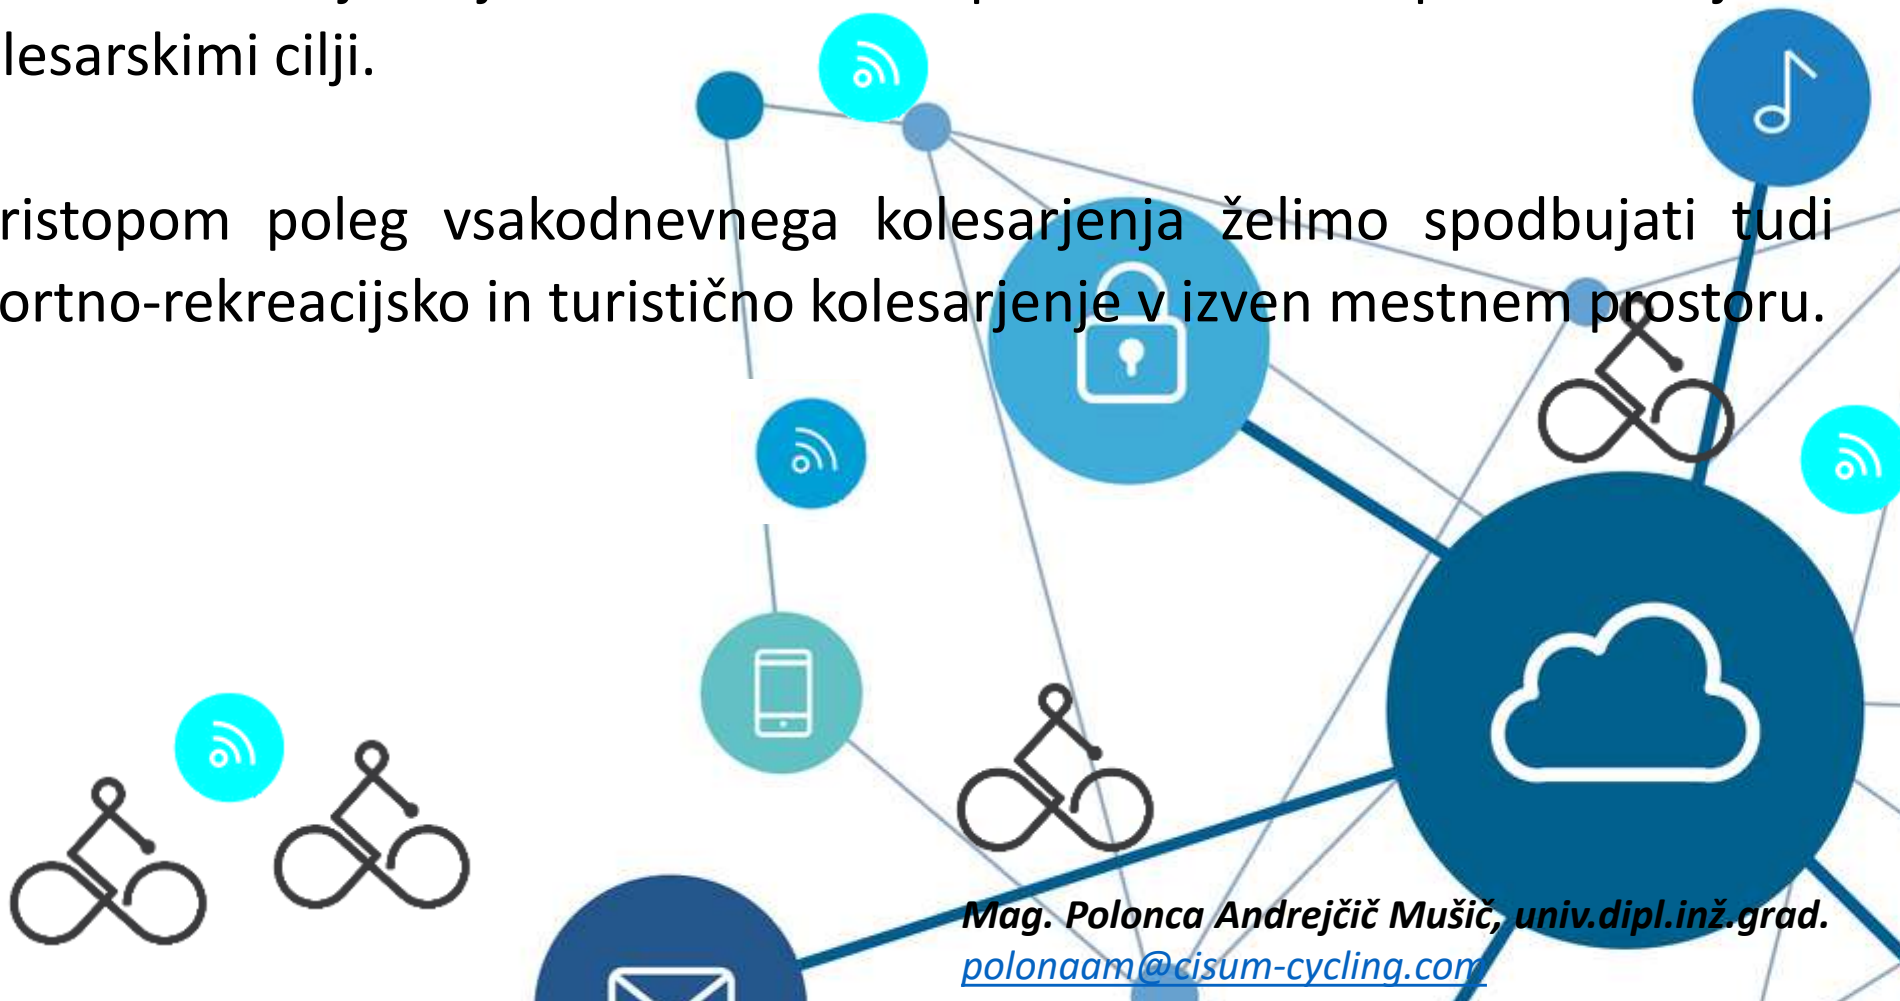 lesarskimi cilji.
ristopom poleg vsakodnevnega kolesarjenja želimo spodbujati tudi
ortno-rekreacijsko in turistično kolesarjenje v izven mestnem prostoru.
Mag. Polonca Andrejčič Mušič, univ.dipl.inž.grad.
polonaam@cisum-cycling.com